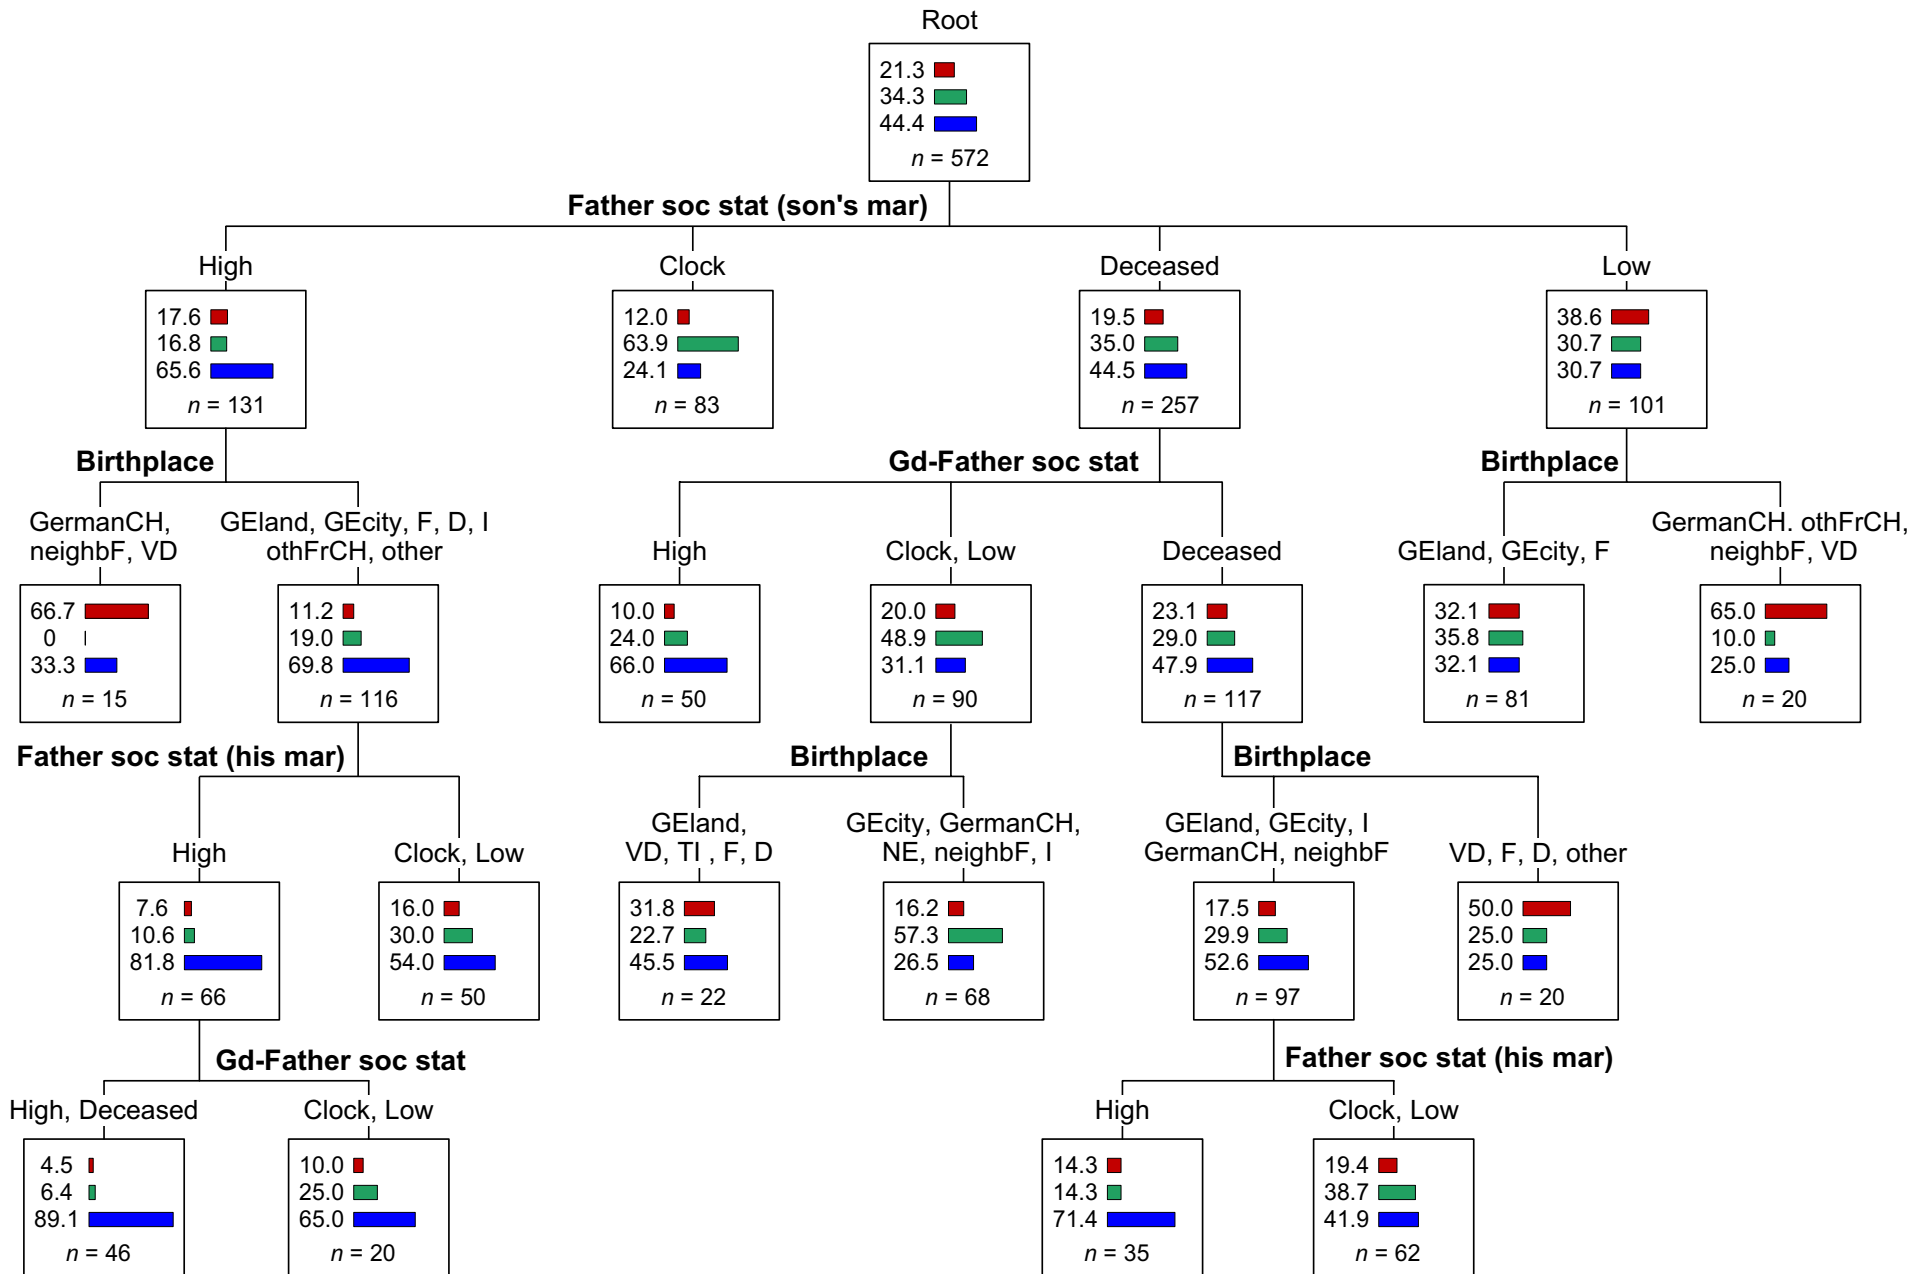 Root
21.3
34.3
44.4
n = 572
Father soc stat (son's mar)
High
Clock
Deceased
Low
17.6
16.8
65.6
n = 131
12.0
63.9
24.1
n = 83
19.5
35.0
44.5
n = 257
38.6
30.7
30.7
n = 101
Birthplace
Gd-Father soc stat
Birthplace
GermanCH,
neighbF, VD
GEland, GEcity, F, D, I
othFrCH, other
High
Clock, Low
Deceased
GEland, GEcity, F
GermanCH. othFrCH,
neighbF, VD
66.7
0
33.3
n = 15
11.2
19.0
69.8
n = 116
10.0
24.0
66.0
n = 50
20.0
48.9
31.1
n = 90
23.1
29.0
47.9
n = 117
32.1
35.8
32.1
n = 81
65.0
10.0
25.0
n = 20
Father soc stat (his mar)
Birthplace
Birthplace
High
Clock, Low
GEland,
VD, TI , F, D
GEcity, GermanCH,
NE, neighbF, I
GEland, GEcity, I
GermanCH, neighbF
VD, F, D, other
7.6
10.6
81.8
n = 66
16.0
30.0
54.0
n = 50
31.8
22.7
45.5
n = 22
16.2
57.3
26.5
n = 68
17.5
29.9
52.6
n = 97
50.0
25.0
25.0
n = 20
Gd-Father soc stat
Father soc stat (his mar)
High, Deceased
Clock, Low
High
Clock, Low
4.5
6.4
89.1
n = 46
10.0
25.0
65.0
n = 20
14.3
14.3
71.4
n = 35
19.4
38.7
41.9
n = 62